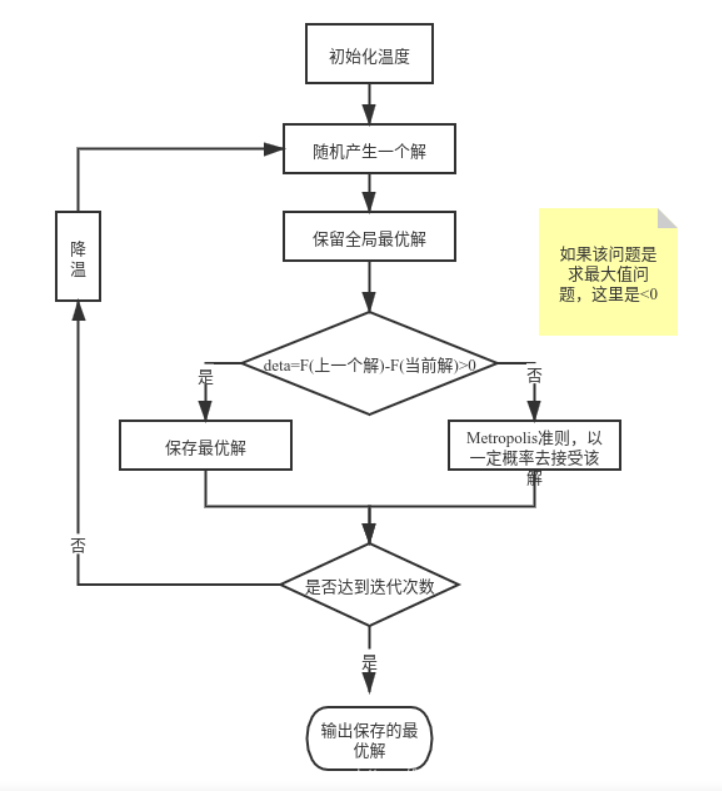 初始化温度
随机产生一个解
降
温
保留全局最优解
如果该问题是
求最大值问
题，这里是<0
deta=F(上一个解)-F(当前解)>0
是
否
保存最优解
Metropolis准则，以
一定概率去接受该
解
否
是否达到迭代次数
是
输出保存的最
优解